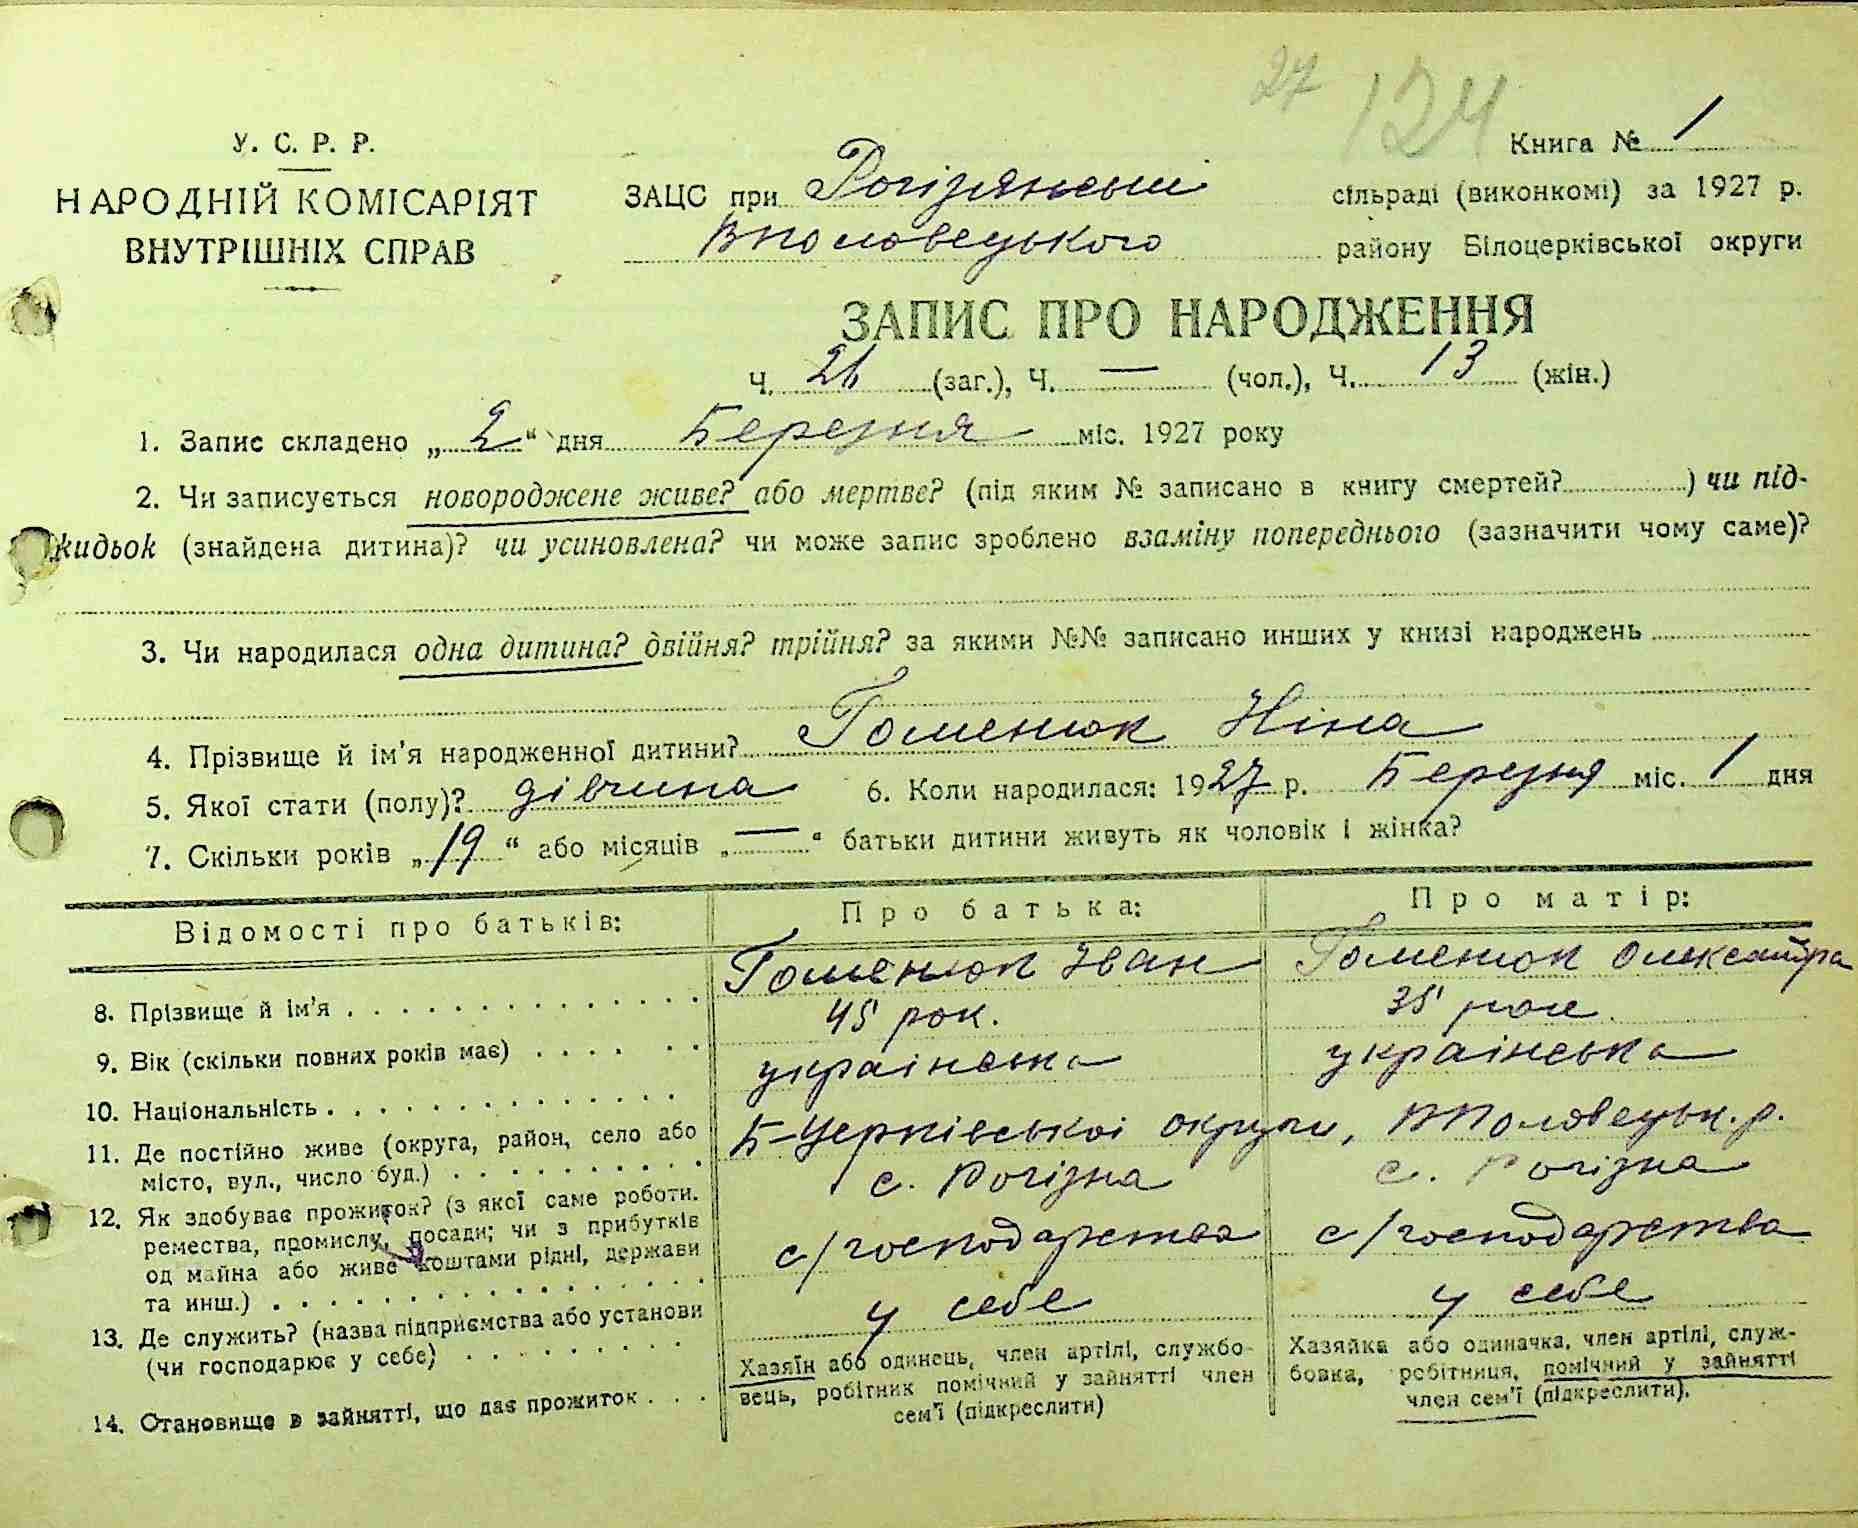 27 124
У. С. Р. Р.
НАРОДНІЙ КОМІСАРІЯТ
ВНУТРІШНІХ СПРАВ
Книга № 1
ЗАЦС при Рогізянській сільраді (виконкомі) за 1927 р.
ВПоловецького району Білоцерківської округи
ЗАПИС ПРО НАРОДЖЕННЯ
Ч. 26 (заг.), Ч. — (чол.), Ч. 13 (жін.)
1. Запис складено „2“ дня Березня міс. 1927 року
2. Чи записується новороджене живе? або мертве? (під яким № записано в книгу смертей?) чи під-
кидьок (знайдена дитина)? чи усиновлена? чи може запис зроблено взаміну попереднього (зазначити чому саме)?
3. Чи народилася одна дитина? двійня? трійня? за якими №№ записано инших у книзі народжень
4. Прізвище й ім'я народженної дитини? Гоменюк Ніна
5. Якої стати (полу)? дівчина 6. Коли народилася: 1927 р. Березня міс. 1 дня
7. Скільки років „19“ або місяців „—“ батьки дитини живуть як чоловік і жінка?
Відомості про батьків: Про батька: Про матір:
8. Прізвище й ім'я Гоменюк Іван Гоменюк Олександра
9. Вік (скільки повних років має) 45 рок. 35 рок.
10. Національність українська українська
11. Де постійно живе (округа, район, село або Б-Церківської округи, ВПоловецьк. р.
місто, вул., число буд.) с. Рогізна с. Рогізна
12. Як здобуває прожиток? (з якої саме роботи.
ремества, промислу, посади; чи з прибутків с/господарства с/господарства
од майна або живе коштами рідні, держави
та инш.)
13. Де служить? (назва підприємства або установи у себе у себе
(чи господарює у себе)
14. Становище в зайнятті, що дає прожиток
Хазяїн або одинець, член артілі, службо-
вець, робітник помічний у зайнятті член
сем'ї (підкреслити)
Хазяйка або одиначка, член артілі, служ-
бовка, робітниця, помічний у зайнятті
член сем'ї (підкреслити).